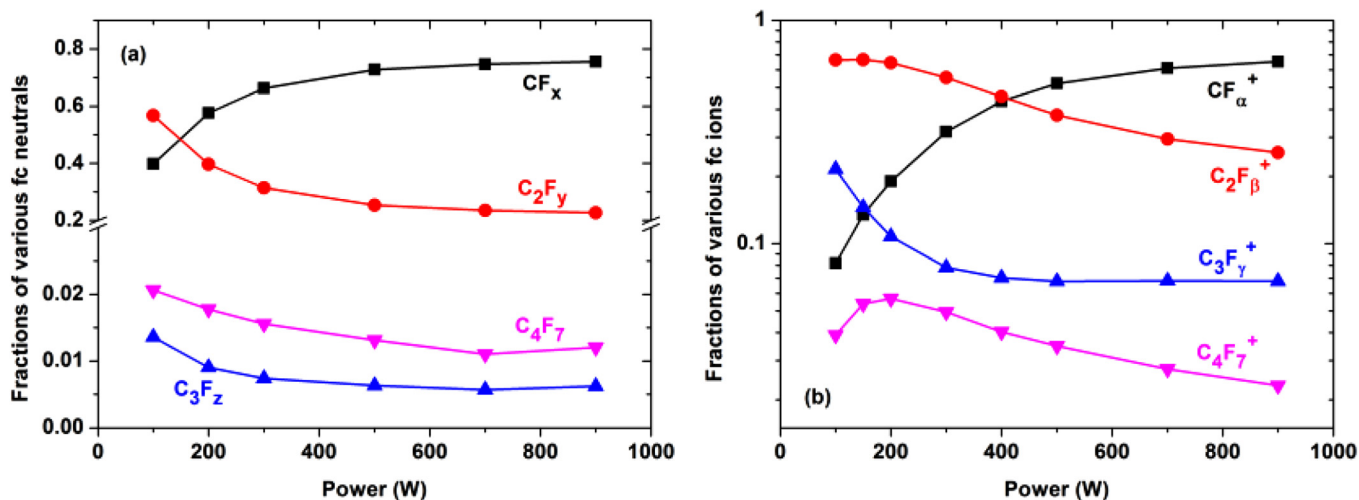 (a)
Fractions of various fc neutrals
0.8
0.6
0.4
0.2
0.02
0.01
0.00
CFₓ
C₂Fy
C₄F₇
C₃Fz
0 200 400 600 800 1000
Power (W)
(b)
Fractions of various fc ions
1
0.1
CFα⁺
C₂Fβ⁺
C₃Fγ⁺
C₄F₇⁺
0 200 400 600 800 1000
Power (W)